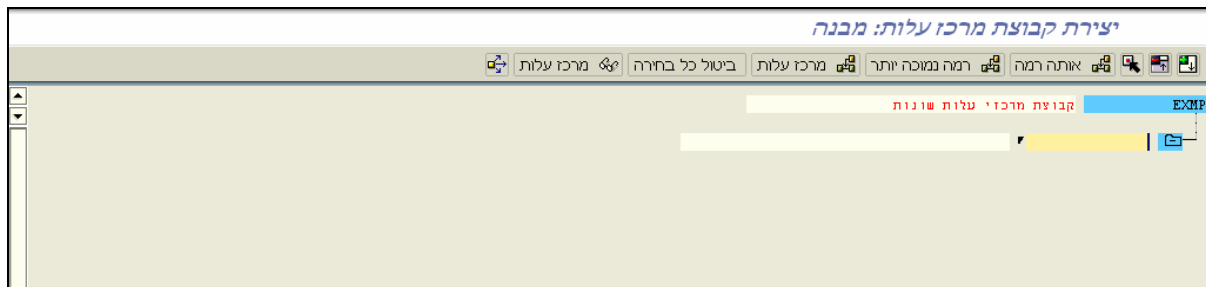 יצירת קבוצת מרכז עלות: מבנה
אותה רמה רמה נמוכה יותר מרכז עלות ביטול כל בחירה מרכז עלות
EXMP קבוצת מרכזי עלות שונות